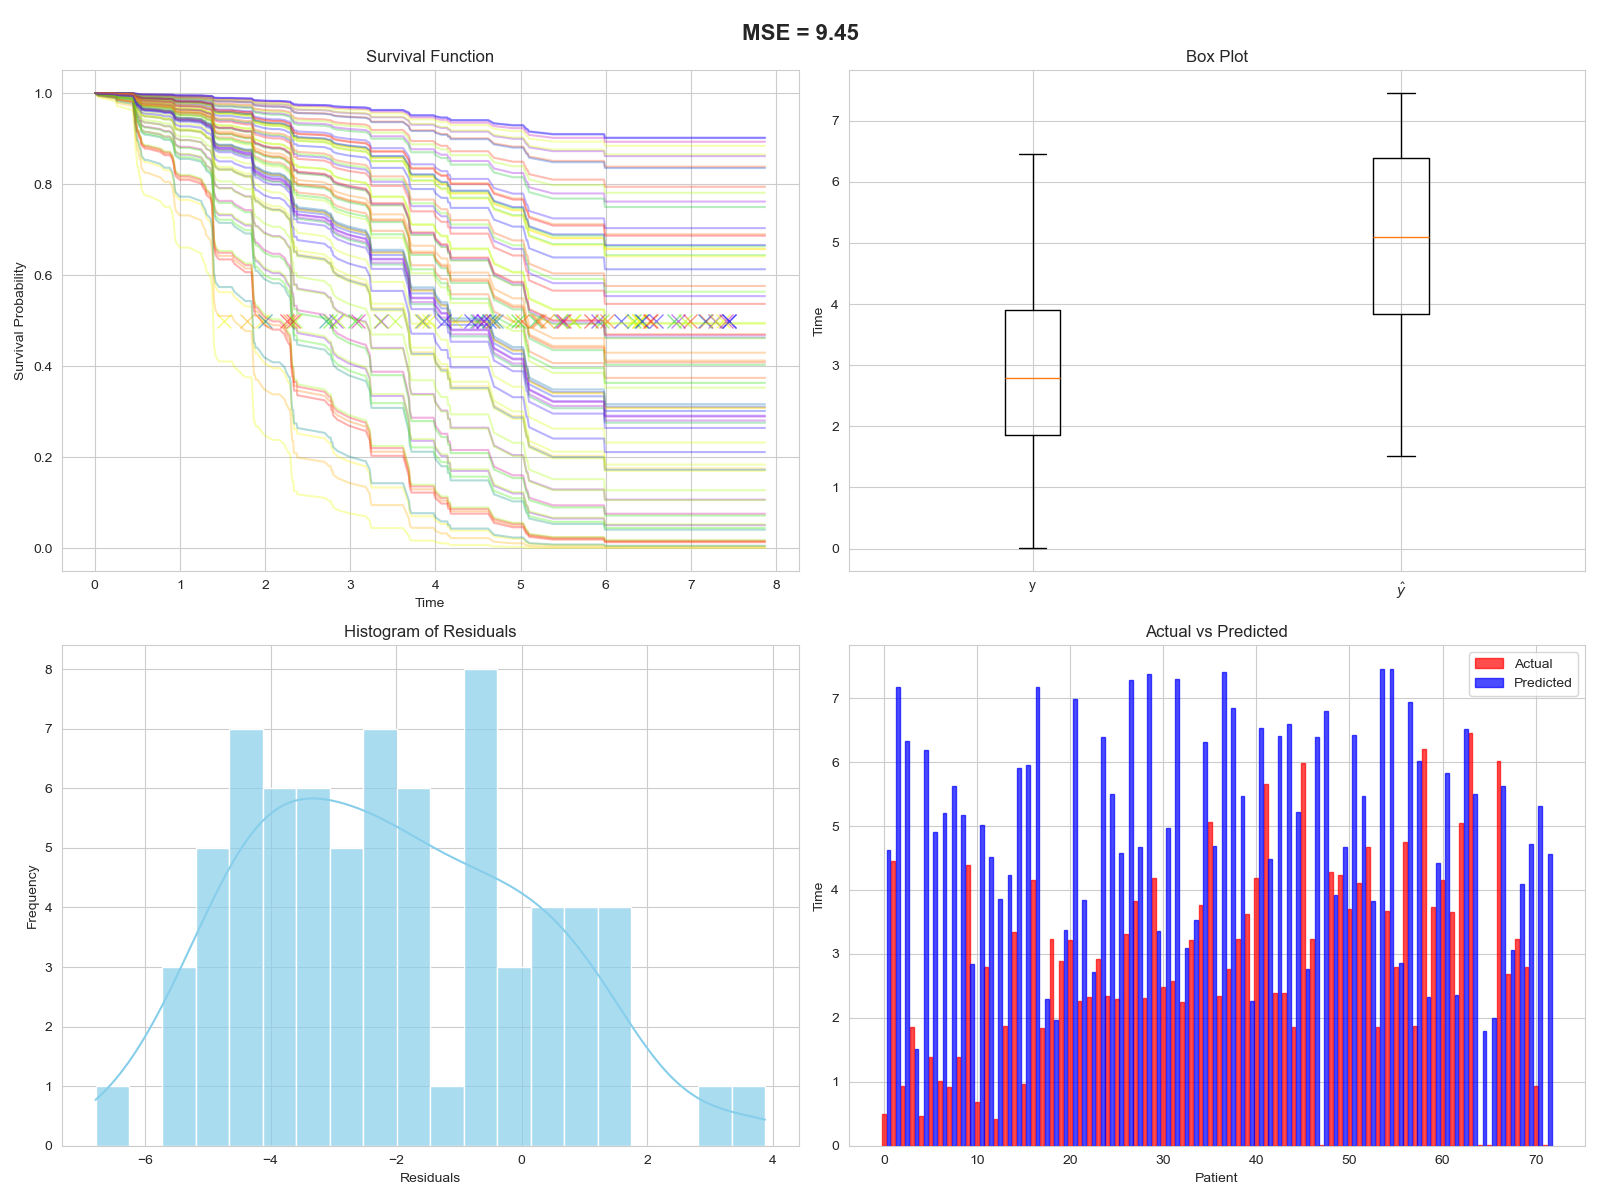 MSE = 9.45
Survival Function
Survival Probability
1.0
0.8
0.6
0.4
0.2
0.0
0 1 2 3 4 5 6 7 8
Time
Box Plot
Time
7
6
5
4
3
2
1
0
y ŷ
Histogram of Residuals
Frequency
8
7
6
5
4
3
2
1
0
−6 −4 −2 0 2 4
Residuals
Actual vs Predicted
Actual
Predicted
Time
7
6
5
4
3
2
1
0
0 10 20 30 40 50 60 70
Patient